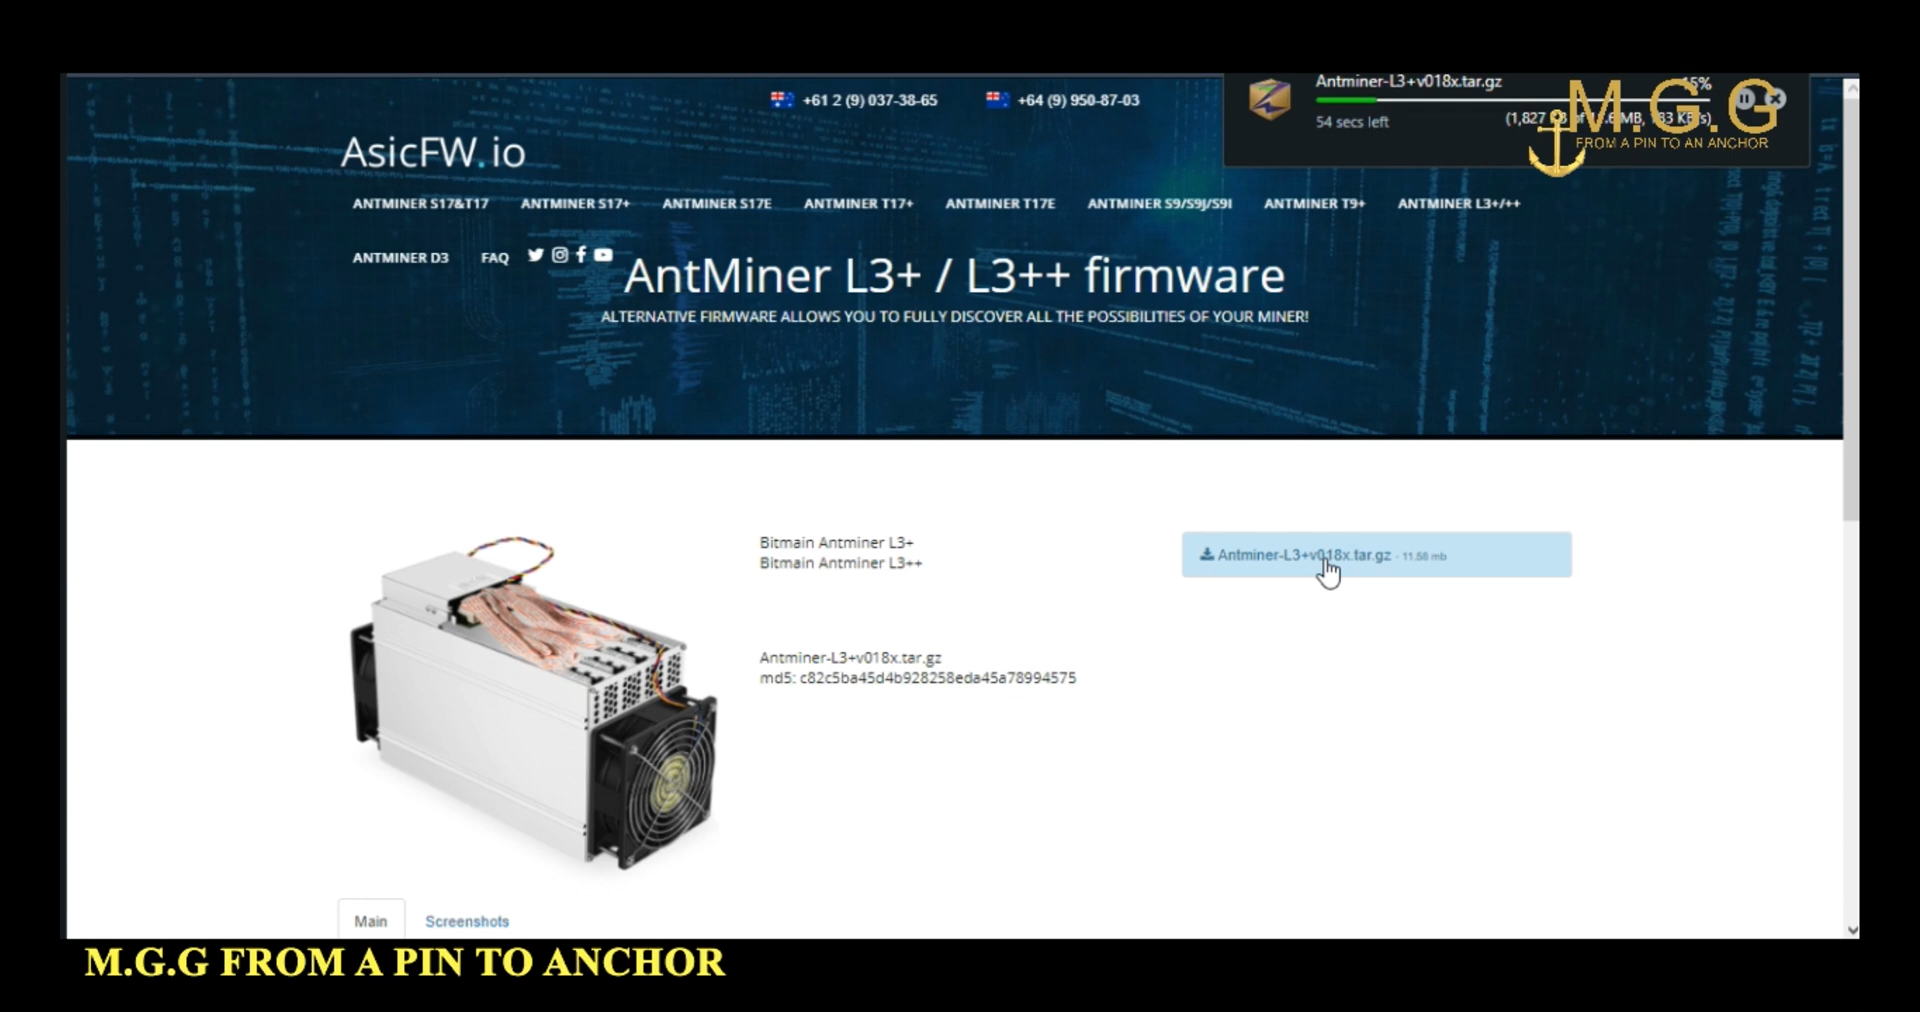 +61 2 (9) 037-38-65
+64 (9) 950-87-03
Antminer-L3+v018x.tar.gz
54 secs left
M.G.G
FROM A PIN TO AN ANCHOR
AsicFW.io
ANTMINER S17&T17
ANTMINER S17+
ANTMINER S17E
ANTMINER T17+
ANTMINER T17E
ANTMINER S9/S9J/S9I
ANTMINER T9+
ANTMINER L3+/++
ANTMINER D3
FAQ
AntMiner L3+ / L3++ firmware
ALTERNATIVE FIRMWARE ALLOWS YOU TO FULLY DISCOVER ALL THE POSSIBILITIES OF YOUR MINER!
Bitmain Antminer L3+
Bitmain Antminer L3++
Antminer-L3+v018x.tar.gz - 11.58 mb
Antminer-L3+v018x.tar.gz
md5: c82c5ba45d4b928258eda45a78994575
Main
Screenshots
M.G.G FROM A PIN TO ANCHOR